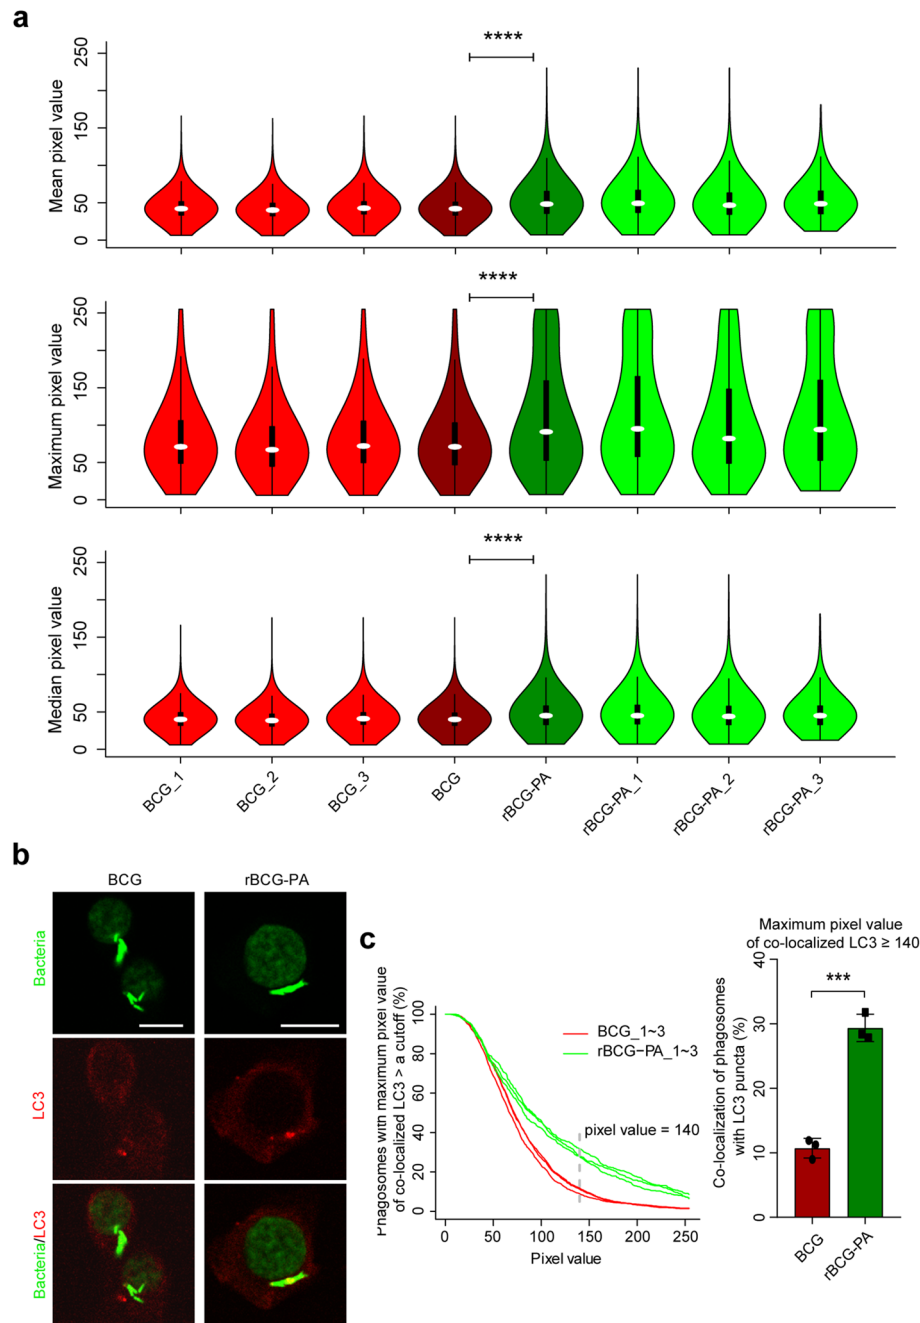 a
****
Mean pixel value
250
150
50
0
****
Maximum pixel value
250
150
50
0
****
Median pixel value
250
150
50
0
BCG_1
BCG_2
BCG_3
BCG
rBCG-PA
rBCG-PA_1
rBCG-PA_2
rBCG-PA_3
b
BCG
rBCG-PA
Bacteria
LC3
Bacteria/LC3
c
Phagosomes with maximum pixel value
of co-localized LC3 > a cutoff (%)
100
80
60
40
20
0
BCG_1~3
rBCG−PA_1~3
pixel value = 140
0
50
100
150
200
250
Pixel value
Maximum pixel value
of co-localized LC3 ≥ 140
Co-localization of phagosomes
with LC3 puncta (%)
40
30
20
10
0
***
BCG
rBCG-PA